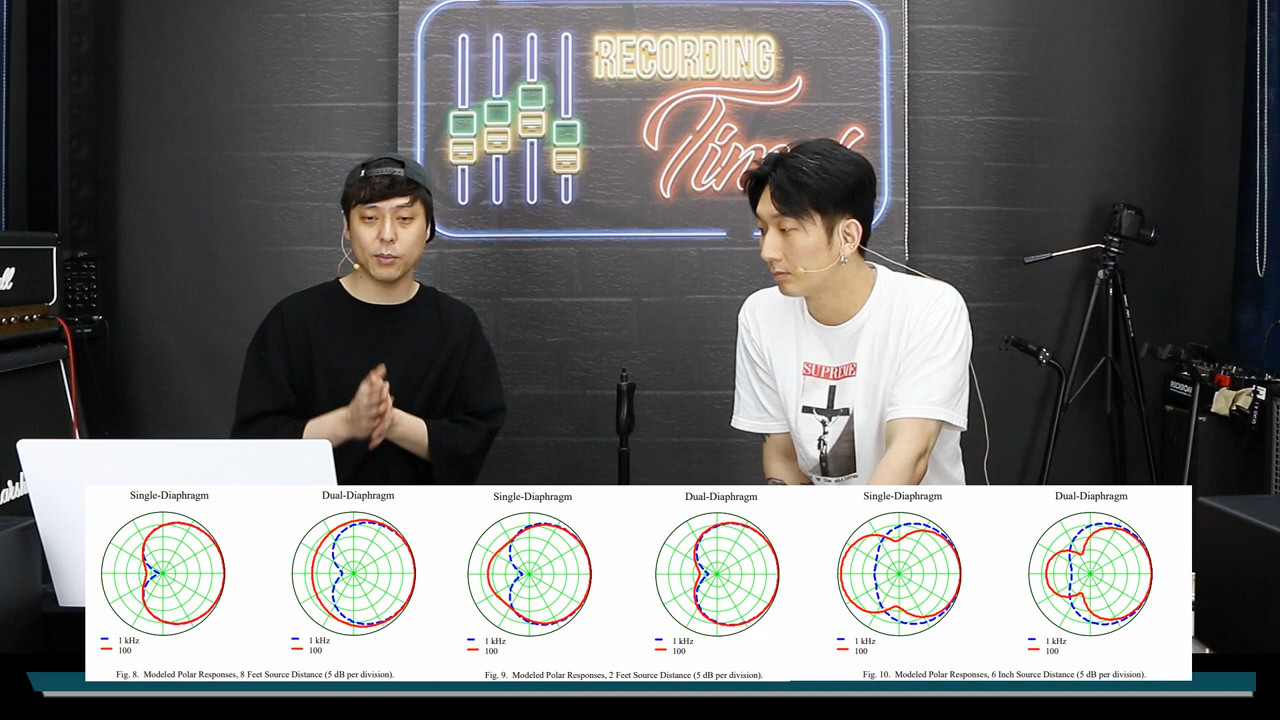 RECORDING
Time
SUPREME
Single-Diaphragm
Dual-Diaphragm
Single-Diaphragm
Dual-Diaphragm
Single-Diaphragm
Dual-Diaphragm
1 kHz
100
1 kHz
100
1 kHz
100
1 kHz
100
1 kHz
100
1 kHz
100
Fig. 8. Modeled Polar Responses, 8 Feet Source Distance (5 dB per division).
Fig. 9. Modeled Polar Responses, 2 Feet Source Distance (5 dB per division).
Fig. 10. Modeled Polar Responses, 6 Inch Source Distance (5 dB per division).